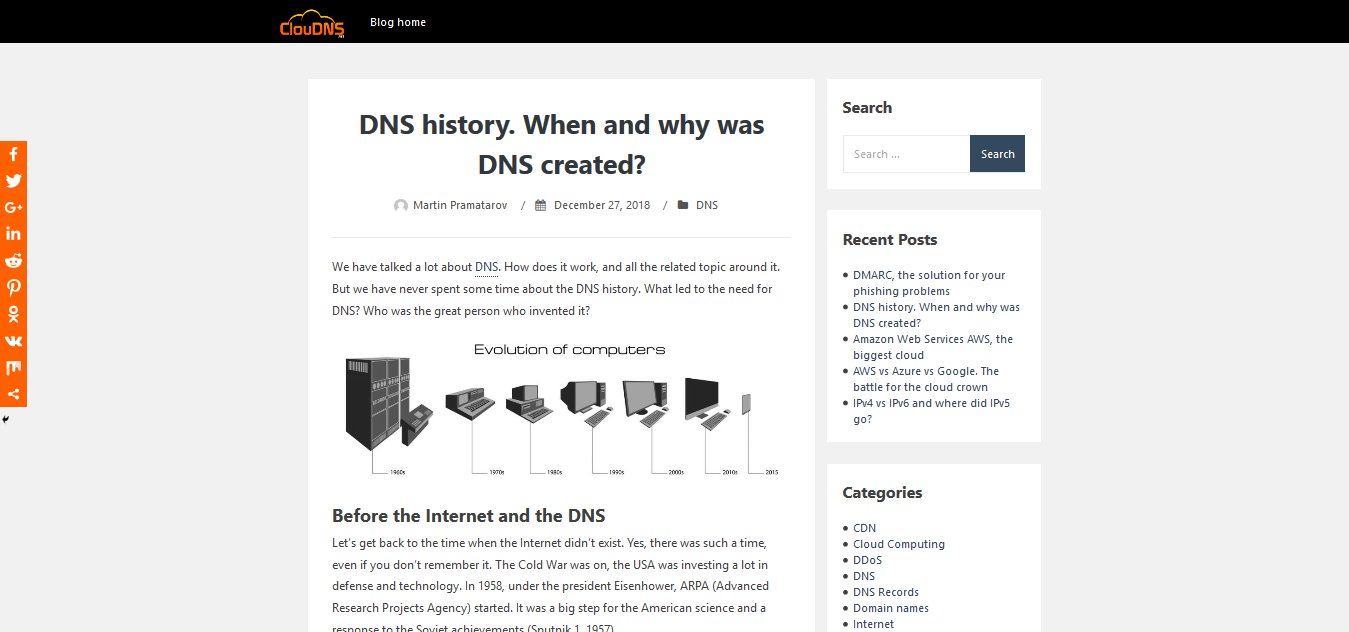 ClouDNS
.NET
Blog home
DNS history. When and why was
DNS created?
Martin Pramatarov / December 27, 2018 / DNS
We have talked a lot about DNS. How does it work, and all the related topic around it.
But we have never spent some time about the DNS history. What led to the need for
DNS? Who was the great person who invented it?
Evolution of computers
1960s 1970s 1980s 1990s 2000s 2010s 2015
Before the Internet and the DNS
Let's get back to the time when the Internet didn't exist. Yes, there was such a time,
even if you don't remember it. The Cold War was on, the USA was investing a lot in
defense and technology. In 1958, under the president Eisenhower, ARPA (Advanced
Research Projects Agency) started. It was a big step for the American science and a
response to the Soviet achievements (Sputnik 1, 1957).
Search
Search ... Search
Recent Posts
DMARC, the solution for your
phishing problems
DNS history. When and why was
DNS created?
Amazon Web Services AWS, the
biggest cloud
AWS vs Azure vs Google. The
battle for the cloud crown
IPv4 vs IPv6 and where did IPv5
go?
Categories
CDN
Cloud Computing
DDoS
DNS
DNS Records
Domain names
Internet